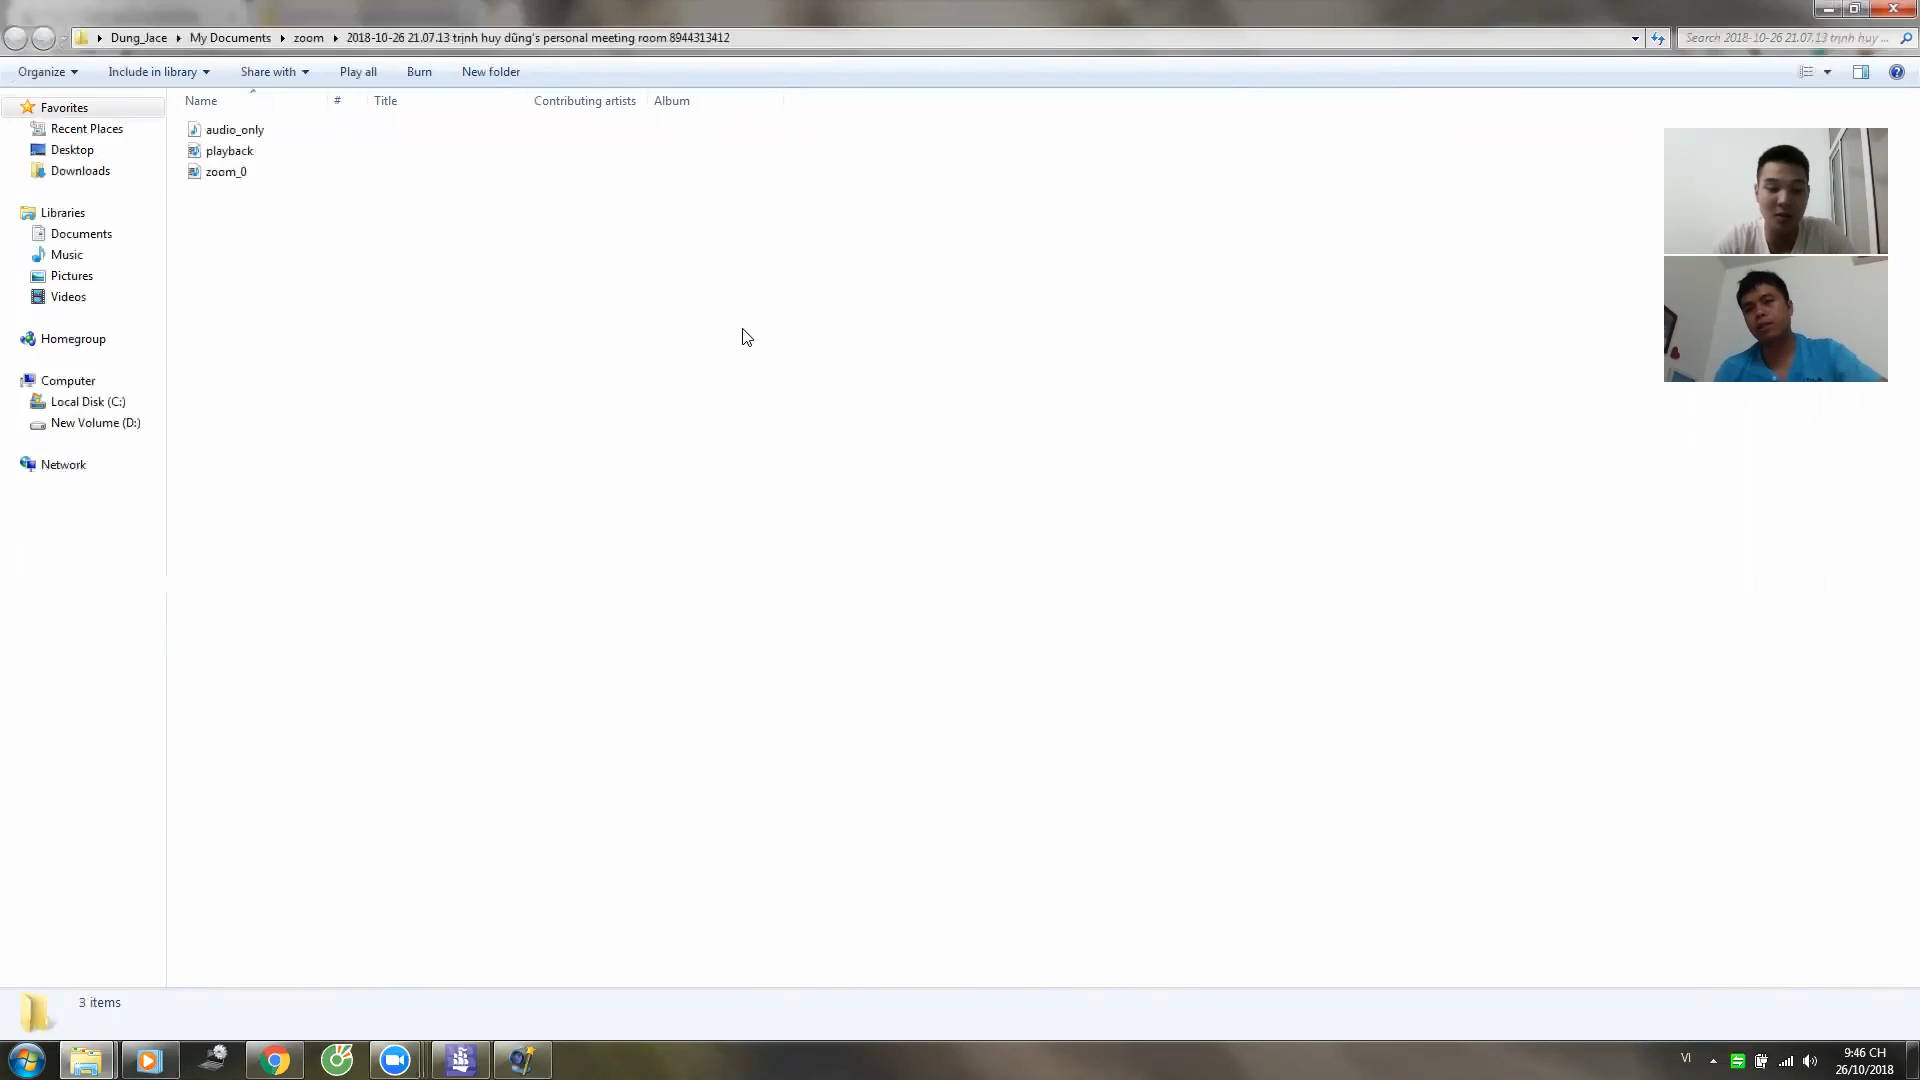 Dung_Jace
My Documents
zoom
2018-10-26 21.07.13 trịnh huy dũng's personal meeting room 8944313412
Search 2018-10-26 21.07.13 trịnh huy ...
Organize
Include in library
Share with
Play all
Burn
New folder
Name
#
Title
Contributing artists
Album
audio_only
playback
zoom_0
Favorites
Recent Places
Desktop
Downloads
Libraries
Documents
Music
Pictures
Videos
Homegroup
Computer
Local Disk (C:)
New Volume (D:)
Network
3 items
VI
9:46 CH
26/10/2018